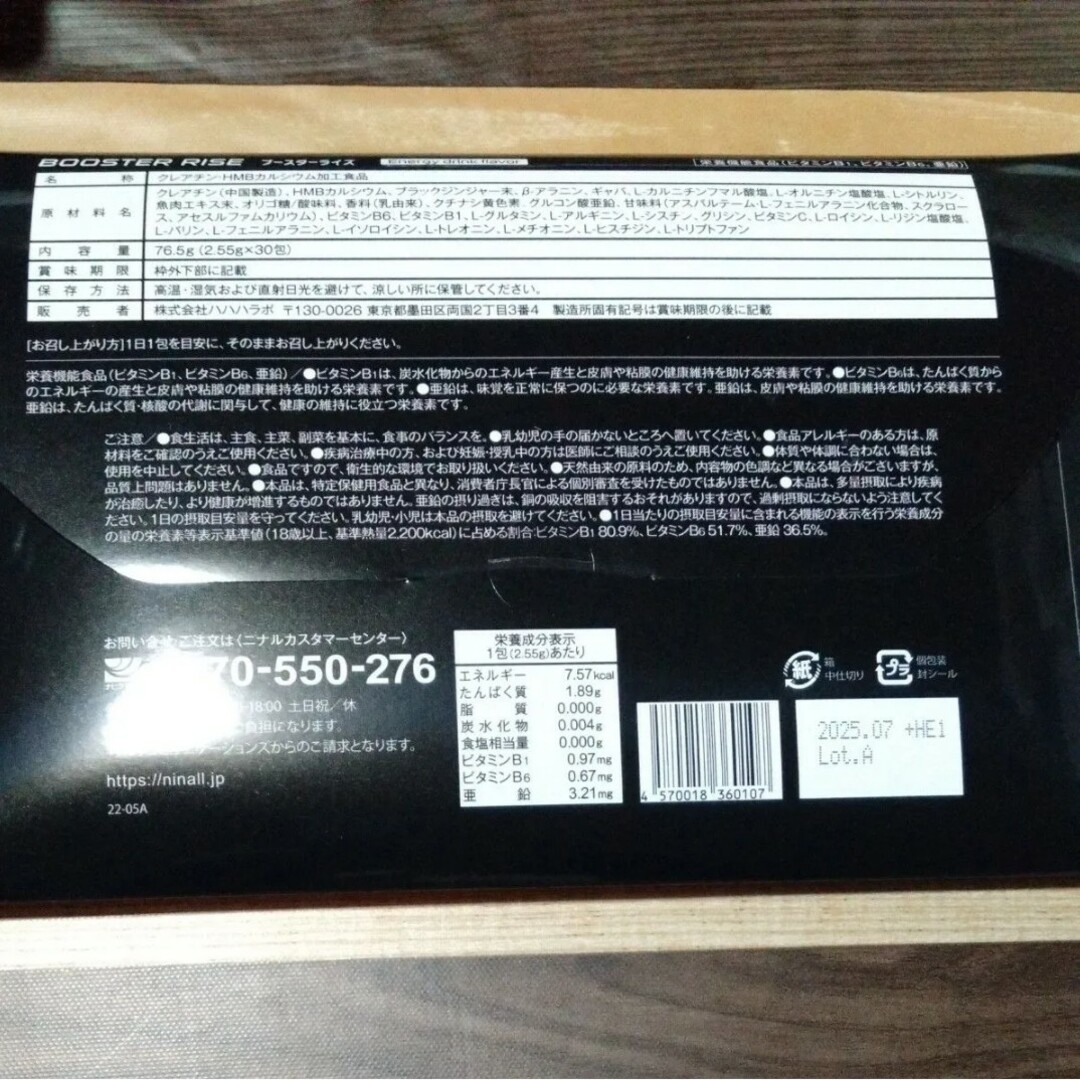 BOOSTER RISE ブースターライズ Energy drink flavor [栄養機能食品(ビタミンB1、ビタミンB6、亜鉛)]
名称 クレアチン・HMBカルシウム加工食品
原材料名 クレアチン(中国製造)、HMBカルシウム、ブラックジンジャー末、β-アラニン、ギャバ、L-カルニチンフマル酸塩、L-オルニチン塩酸塩、L-シトルリン、
魚肉エキス末、オリゴ糖/酸味料、香料(乳由来)、クチナシ黄色素、グルコン酸亜鉛、甘味料(アスパルテーム・L-フェニルアラニン化合物、スクラロー
ス、アセスルファムカリウム)、ビタミンB6、ビタミンB1、L-グルタミン、L-アルギニン、L-シスチン、グリシン、ビタミンC、L-ロイシン、L-リジン塩酸塩、
L-バリン、L-フェニルアラニン、L-イソロイシン、L-トレオニン、L-メチオニン、L-ヒスチジン、L-トリプトファン
内容量 76.5g(2.55g×30包)
賞味期限 枠外下部に記載
保存方法 高温・湿気および直射日光を避けて、涼しい所に保管してください。
販売者 株式会社ハハハラボ 〒130-0026 東京都墨田区両国2丁目3番4 製造所固有記号は賞味期限の後に記載
[お召し上がり方]1日1包を目安に、そのままお召し上がりください。
栄養機能食品(ビタミンB1、ビタミンB6、亜鉛)/●ビタミンB1は、炭水化物からのエネルギー産生と皮膚や粘膜の健康維持を助ける栄養素です。●ビタミンB6は、たんぱく質から
のエネルギーの産生と皮膚や粘膜の健康維持を助ける栄養素です。●亜鉛は、味覚を正常に保つのに必要な栄養素です。亜鉛は、皮膚や粘膜の健康維持を助ける栄養素です。
亜鉛は、たんぱく質・核酸の代謝に関与して、健康の維持に役立つ栄養素です。
ご注意/●食生活は、主食、主菜、副菜を基本に、食事のバランスを。●乳幼児の手の届かないところへ置いてください。●食品アレルギーのある方は、原
材料をご確認のうえご使用ください。●疾病治療中の方、および妊娠・授乳中の方は医師にご相談のうえご使用ください。●体質や体調に合わない場合は、
使用を中止してください。●食品ですので、衛生的な環境でお取り扱いください。●天然由来の原料のため、内容物の色調など異なる場合がございますが、
品質上問題はありません。●本品は、特定保健用食品と異なり、消費者庁長官による個別審査を受けたものではありません。●本品は、多量摂取により疾病
が治癒したり、より健康が増進するものではありません。亜鉛の摂り過ぎは、銅の吸収を阻害するおそれがありますので、過剰摂取にならないよう注意してく
ださい。1日の摂取目安量を守ってください。乳幼児・小児は本品の摂取を避けてください。●1日当たりの摂取目安量に含まれる機能の表示を行う栄養成分
の量の栄養素等表示基準値(18歳以上、基準熱量2,200kcal)に占める割合:ビタミンB1 80.9%、ビタミンB6 51.7%、亜鉛 36.5%。
お問い合せ・ご注文は〈ニナルカスタマーセンター〉
70-550-276
-18:00 土日祝/休
負担になります。
ションズからのご請求となります。
https://ninall.jp
22-05A
栄養成分表示
1包(2.55g)あたり
エネルギー 7.57kcal
たんぱく質 1.89g
脂質 0.000g
炭水化物 0.004g
食塩相当量 0.000g
ビタミンB1 0.97mg
ビタミンB6 0.67mg
亜鉛 3.21mg
紙 箱
中仕切り
プラ 個包装
封シール
4 570018 360107
2025.07 +HE1
Lot.A